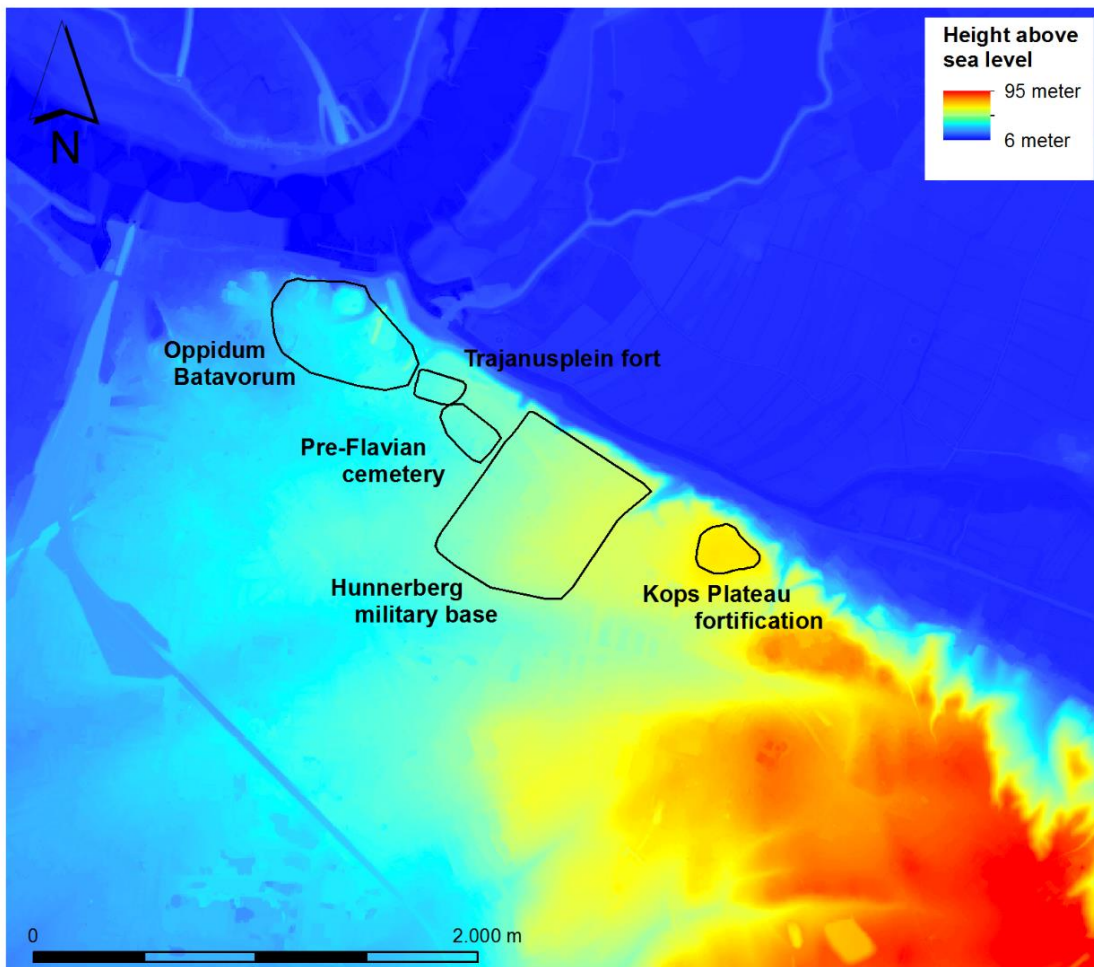 Height above
sea level
95 meter
6 meter
N
Oppidum
Batavorum
Trajanusplein fort
Pre-Flavian
cemetery
Hunnerberg
military base
Kops Plateau
fortification
0
2.000 m